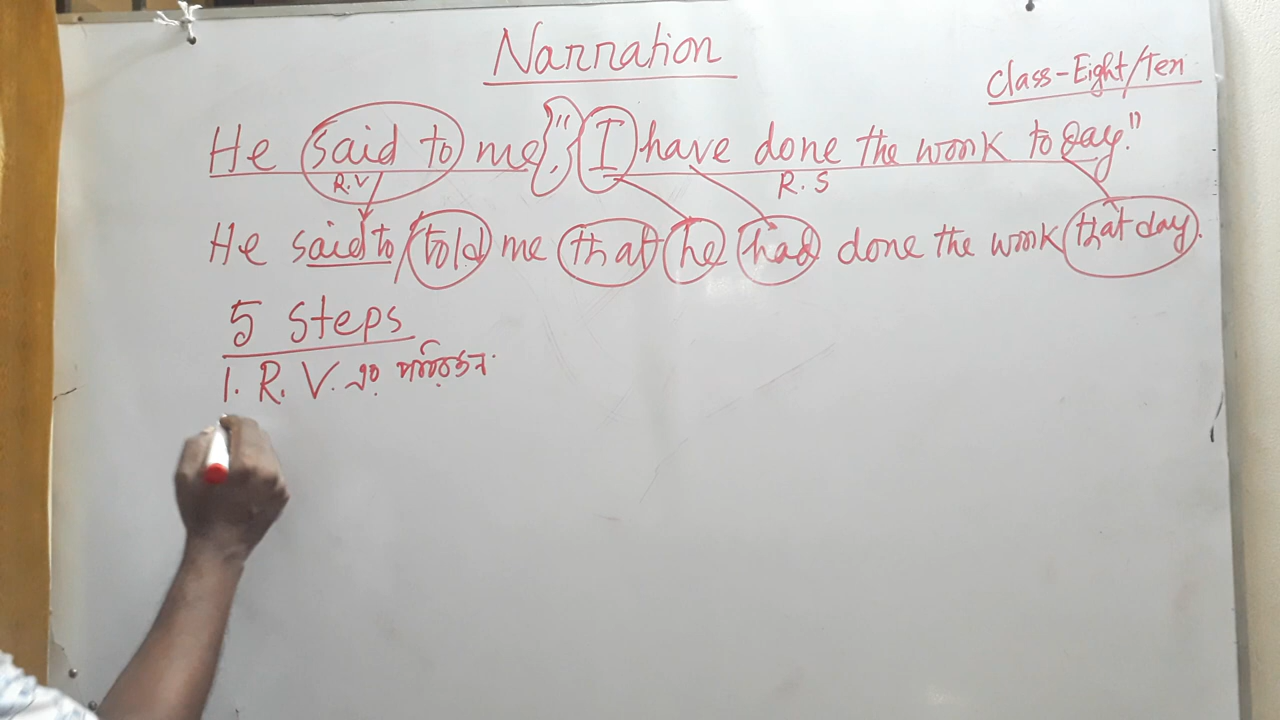 Narration
Class-Eight/Ten
He said to me, "I have done the work to day."
R.V
R.S
He said to/told me that he had done the work that day.
5 Steps
1. R. V. এর পরিবর্তন.